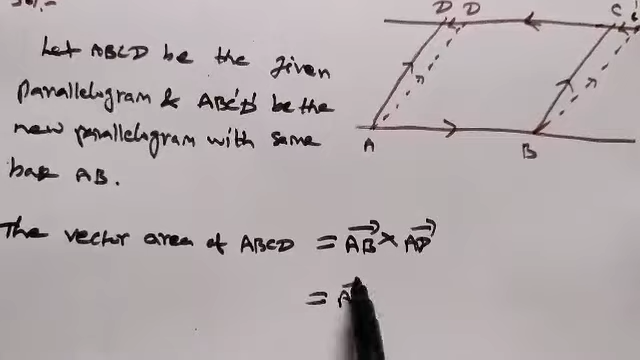 Sol:-
D D C
Let ABCD be the given
parallelogram & ABC'D' be the
new parallelogram with same
base AB.
A B
The vector area of ABCD = AB × AD
= A